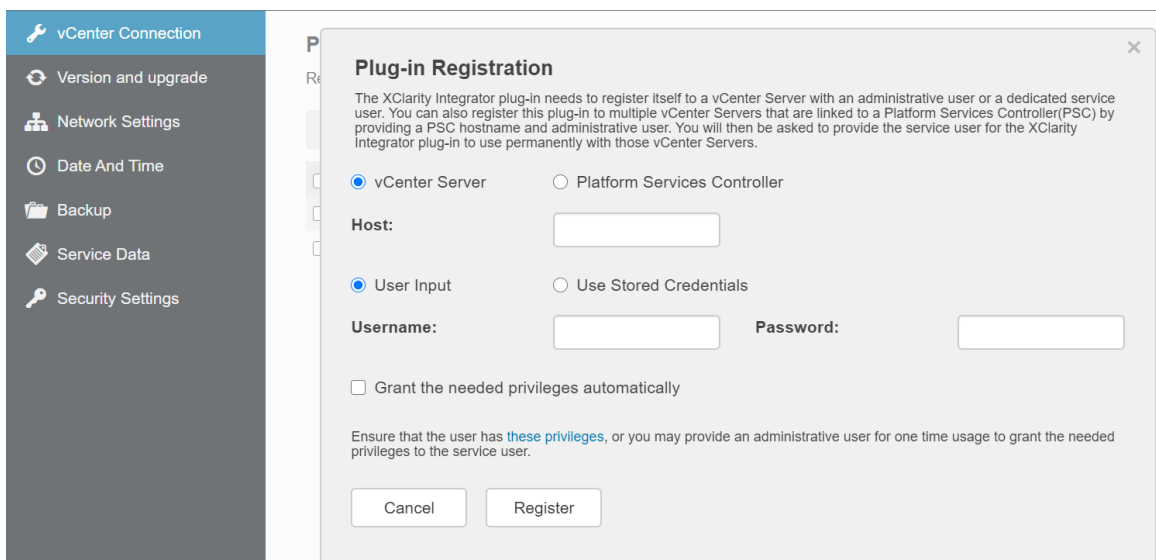 vCenter Connection
Version and upgrade
Network Settings
Date And Time
Backup
Service Data
Security Settings
P
Re
Plug-in Registration
The XClarity Integrator plug-in needs to register itself to a vCenter Server with an administrative user or a dedicated service
user. You can also register this plug-in to multiple vCenter Servers that are linked to a Platform Services Controller(PSC) by
providing a PSC hostname and administrative user. You will then be asked to provide the service user for the XClarity
Integrator plug-in to use permanently with those vCenter Servers.
vCenter Server Platform Services Controller
Host:
User Input Use Stored Credentials
Username: Password:
Grant the needed privileges automatically
Ensure that the user has these privileges, or you may provide an administrative user for one time usage to grant the needed
privileges to the service user.
Cancel Register